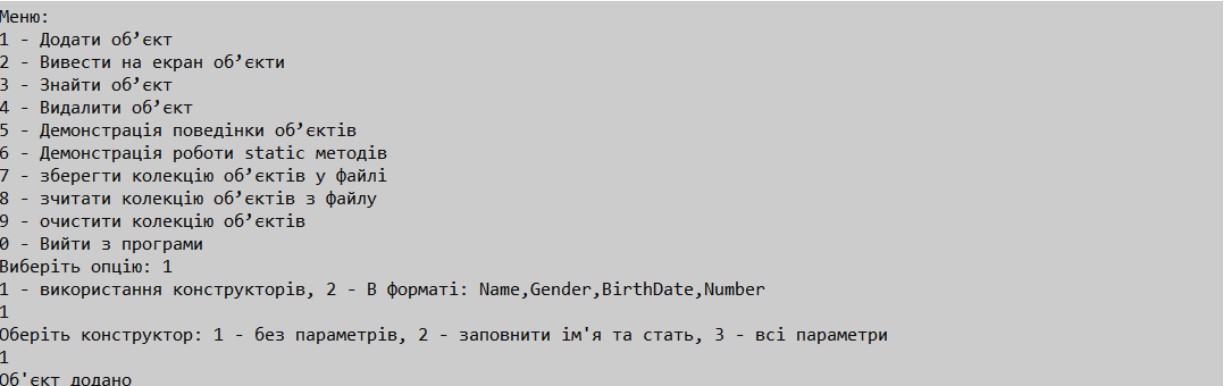 Меню:
1 - Додати об’єкт
2 - Вивести на екран об’єкти
3 - Знайти об’єкт
4 - Видалити об’єкт
5 - Демонстрація поведінки об’єктів
6 - Демонстрація роботи static методів
7 - зберегти колекцію об’єктів у файлі
8 - зчитати колекцію об’єктів з файлу
9 - очистити колекцію об’єктів
0 - Вийти з програми
Виберіть опцію: 1
1 - використання конструкторів, 2 - В форматі: Name,Gender,BirthDate,Number
1
Оберіть конструктор: 1 - без параметрів, 2 - заповнити ім'я та стать, 3 - всі параметри
1
Об'єкт додано